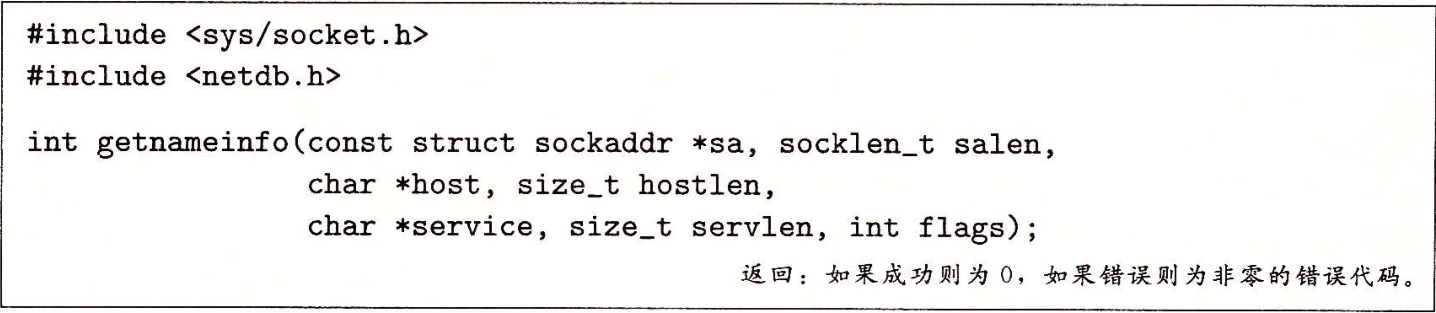 #include <sys/socket.h>
#include <netdb.h>
int getnameinfo(const struct sockaddr *sa, socklen_t salen,
char *host, size_t hostlen,
char *service, size_t servlen, int flags);
返回：如果成功则为 0，如果错误则为非零的错误代码。